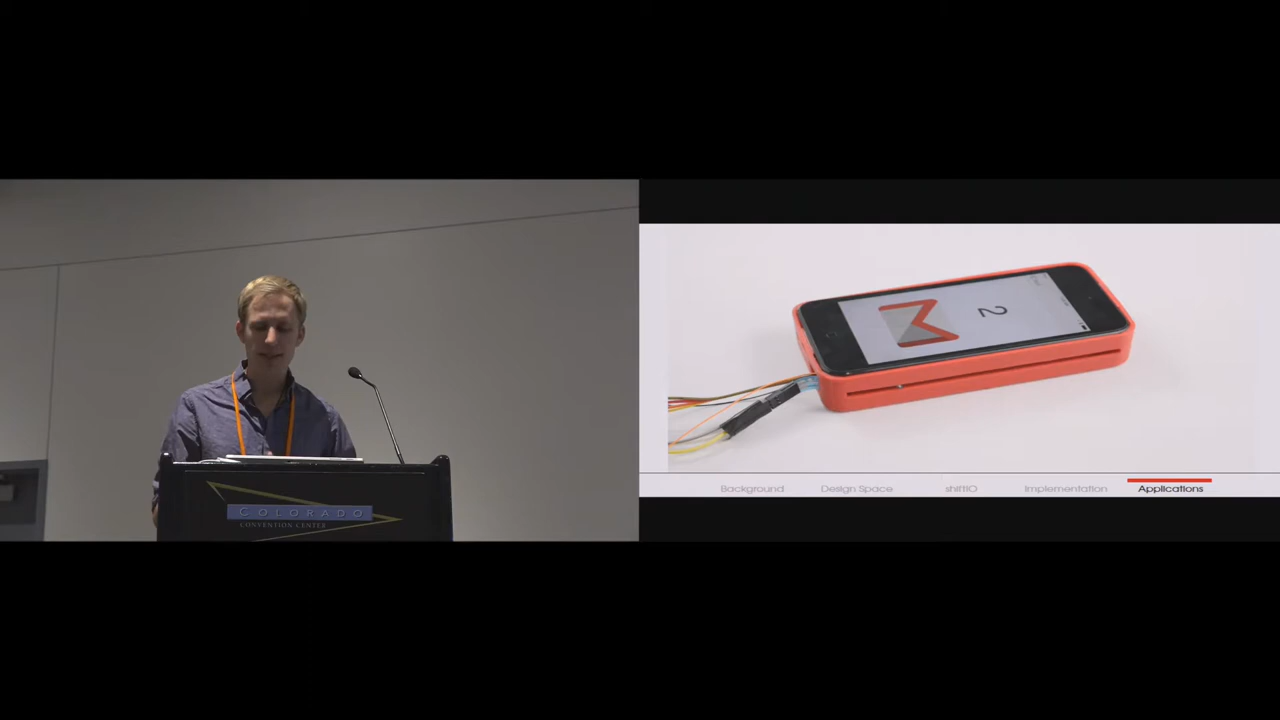 COLORADO
CONVENTION CENTER
2
Background Design Space shiftIO Implementation Applications